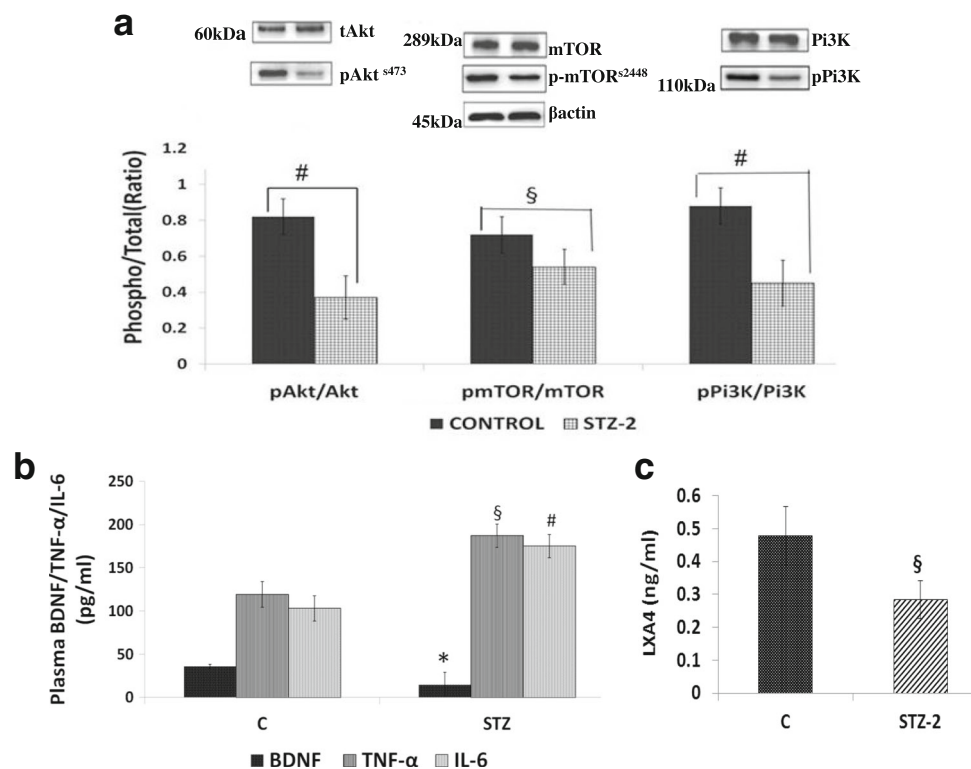 a
60kDa tAkt
pAkt s473
289kDa mTOR
p-mTORs2448
45kDa βactin
Pi3K
110kDa pPi3K
Phospho/Total(Ratio)
1.2
1
0.8
0.6
0.4
0.2
0
#
§
#
pAkt/Akt pmTOR/mTOR pPi3K/Pi3K
CONTROL STZ-2
b
Plasma BDNF/TNF-α/IL-6
(pg/ml)
250
200
150
100
50
0
*
§
#
C STZ
BDNF TNF-α IL-6
c
LXA4 (ng/ml)
0.6
0.5
0.4
0.3
0.2
0.1
0
§
C STZ-2